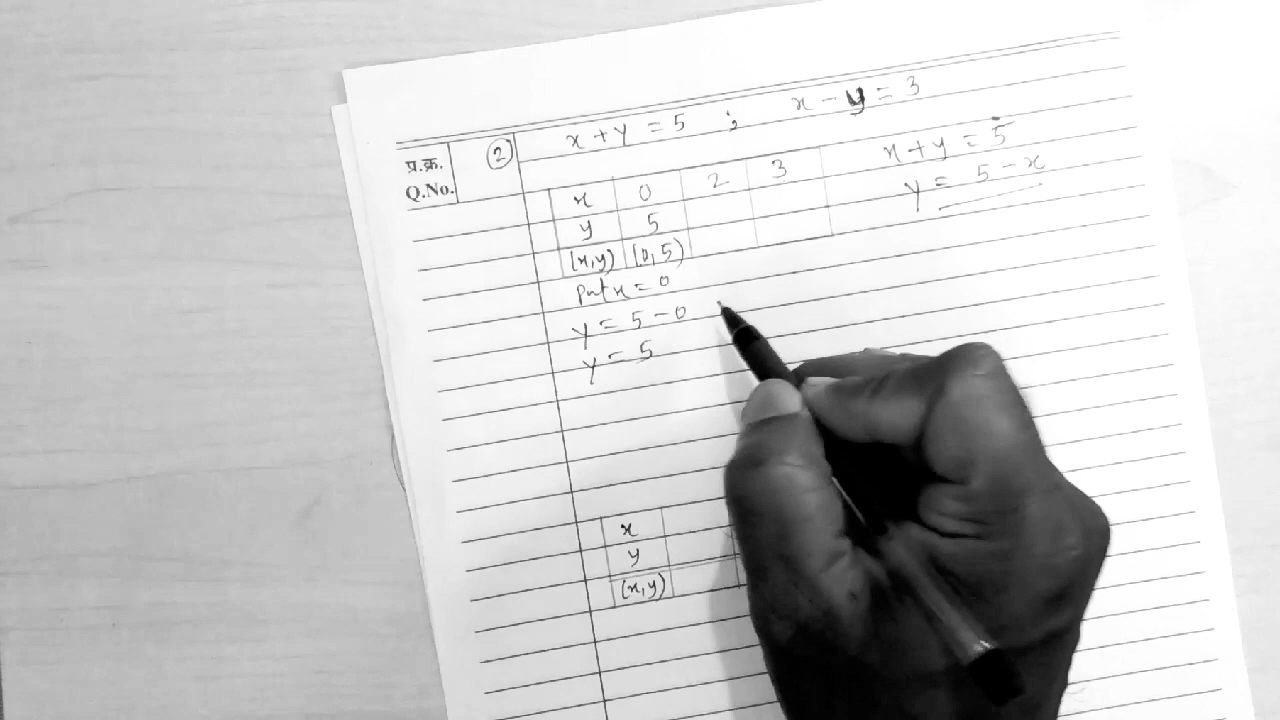 x + y = 5 ; x - y = 3
प्र.क्र. 2
Q.No.
x 0 2 3
y 5
(x,y) (0,5)
x + y = 5
y = 5 - x
Put x = 0
y = 5 - 0
y = 5
x
y
(x,y)